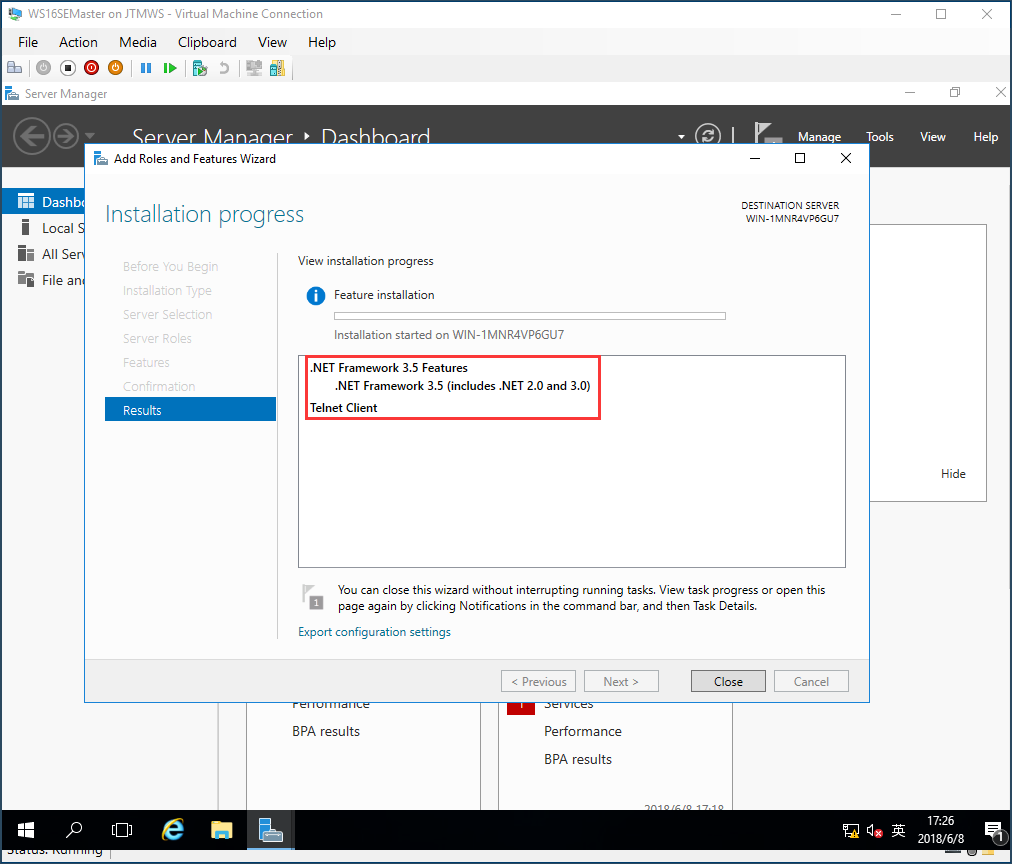 WS16SEMaster on JTMWS - Virtual Machine Connection
File Action Media Clipboard View Help
Server Manager
Server Manager Dashboard
Manage Tools View Help
Add Roles and Features Wizard
Installation progress
DESTINATION SERVER
WIN-1MNR4VP6GU7
Dashbo
Local S
All Serv
File and
Before You Begin
Installation Type
Server Selection
Server Roles
Features
Confirmation
Results
View installation progress
Feature installation
Installation started on WIN-1MNR4VP6GU7
.NET Framework 3.5 Features
.NET Framework 3.5 (includes .NET 2.0 and 3.0)
Telnet Client
Hide
1
You can close this wizard without interrupting running tasks. View task progress or open this
page again by clicking Notifications in the command bar, and then Task Details.
Export configuration settings
< Previous Next > Close Cancel
Performance
BPA results
1 Services
Performance
BPA results
2018/6/8 17:18
英
17:26
2018/6/8
1
Status: Running